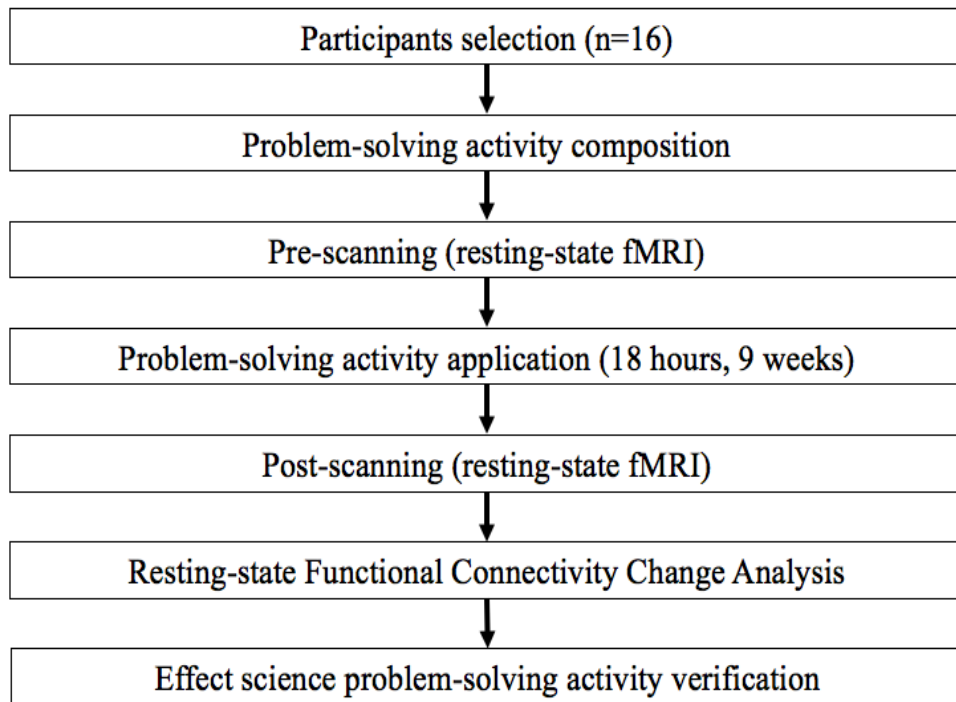 Participants selection (n=16)
Problem-solving activity composition
Pre-scanning (resting-state fMRI)
Problem-solving activity application (18 hours, 9 weeks)
Post-scanning (resting-state fMRI)
Resting-state Functional Connectivity Change Analysis
Effect science problem-solving activity verification